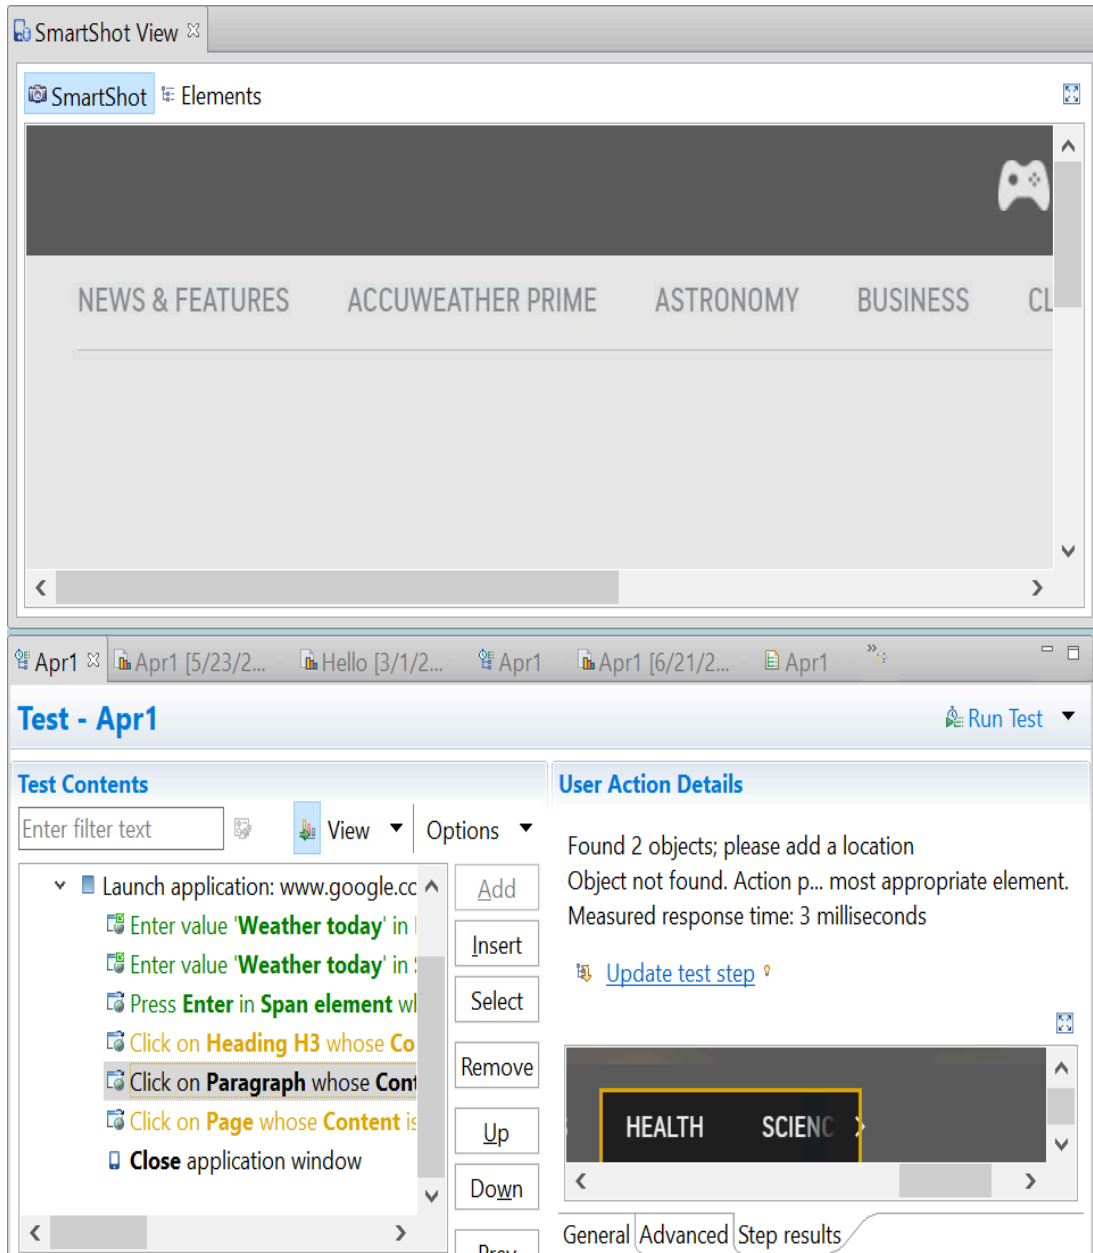 SmartShot View
SmartShot Elements
NEWS & FEATURES ACCUWEATHER PRIME ASTRONOMY BUSINESS CL
Apr1 Apr1 [5/23/2... Hello [3/1/2... Apr1 Apr1 [6/21/2... Apr1
Test - Apr1
Run Test
Test Contents
Enter filter text
View
Options
Launch application: www.google.cc
Enter value 'Weather today' in
Enter value 'Weather today' in
Press Enter in Span element wh
Click on Heading H3 whose Co
Click on Paragraph whose Cont
Click on Page whose Content is
Close application window
Add
Insert
Select
Remove
Up
Down
Prev
User Action Details
Found 2 objects; please add a location
Object not found. Action p... most appropriate element.
Measured response time: 3 milliseconds
Update test step
HEALTH SCIENC
General Advanced Step results